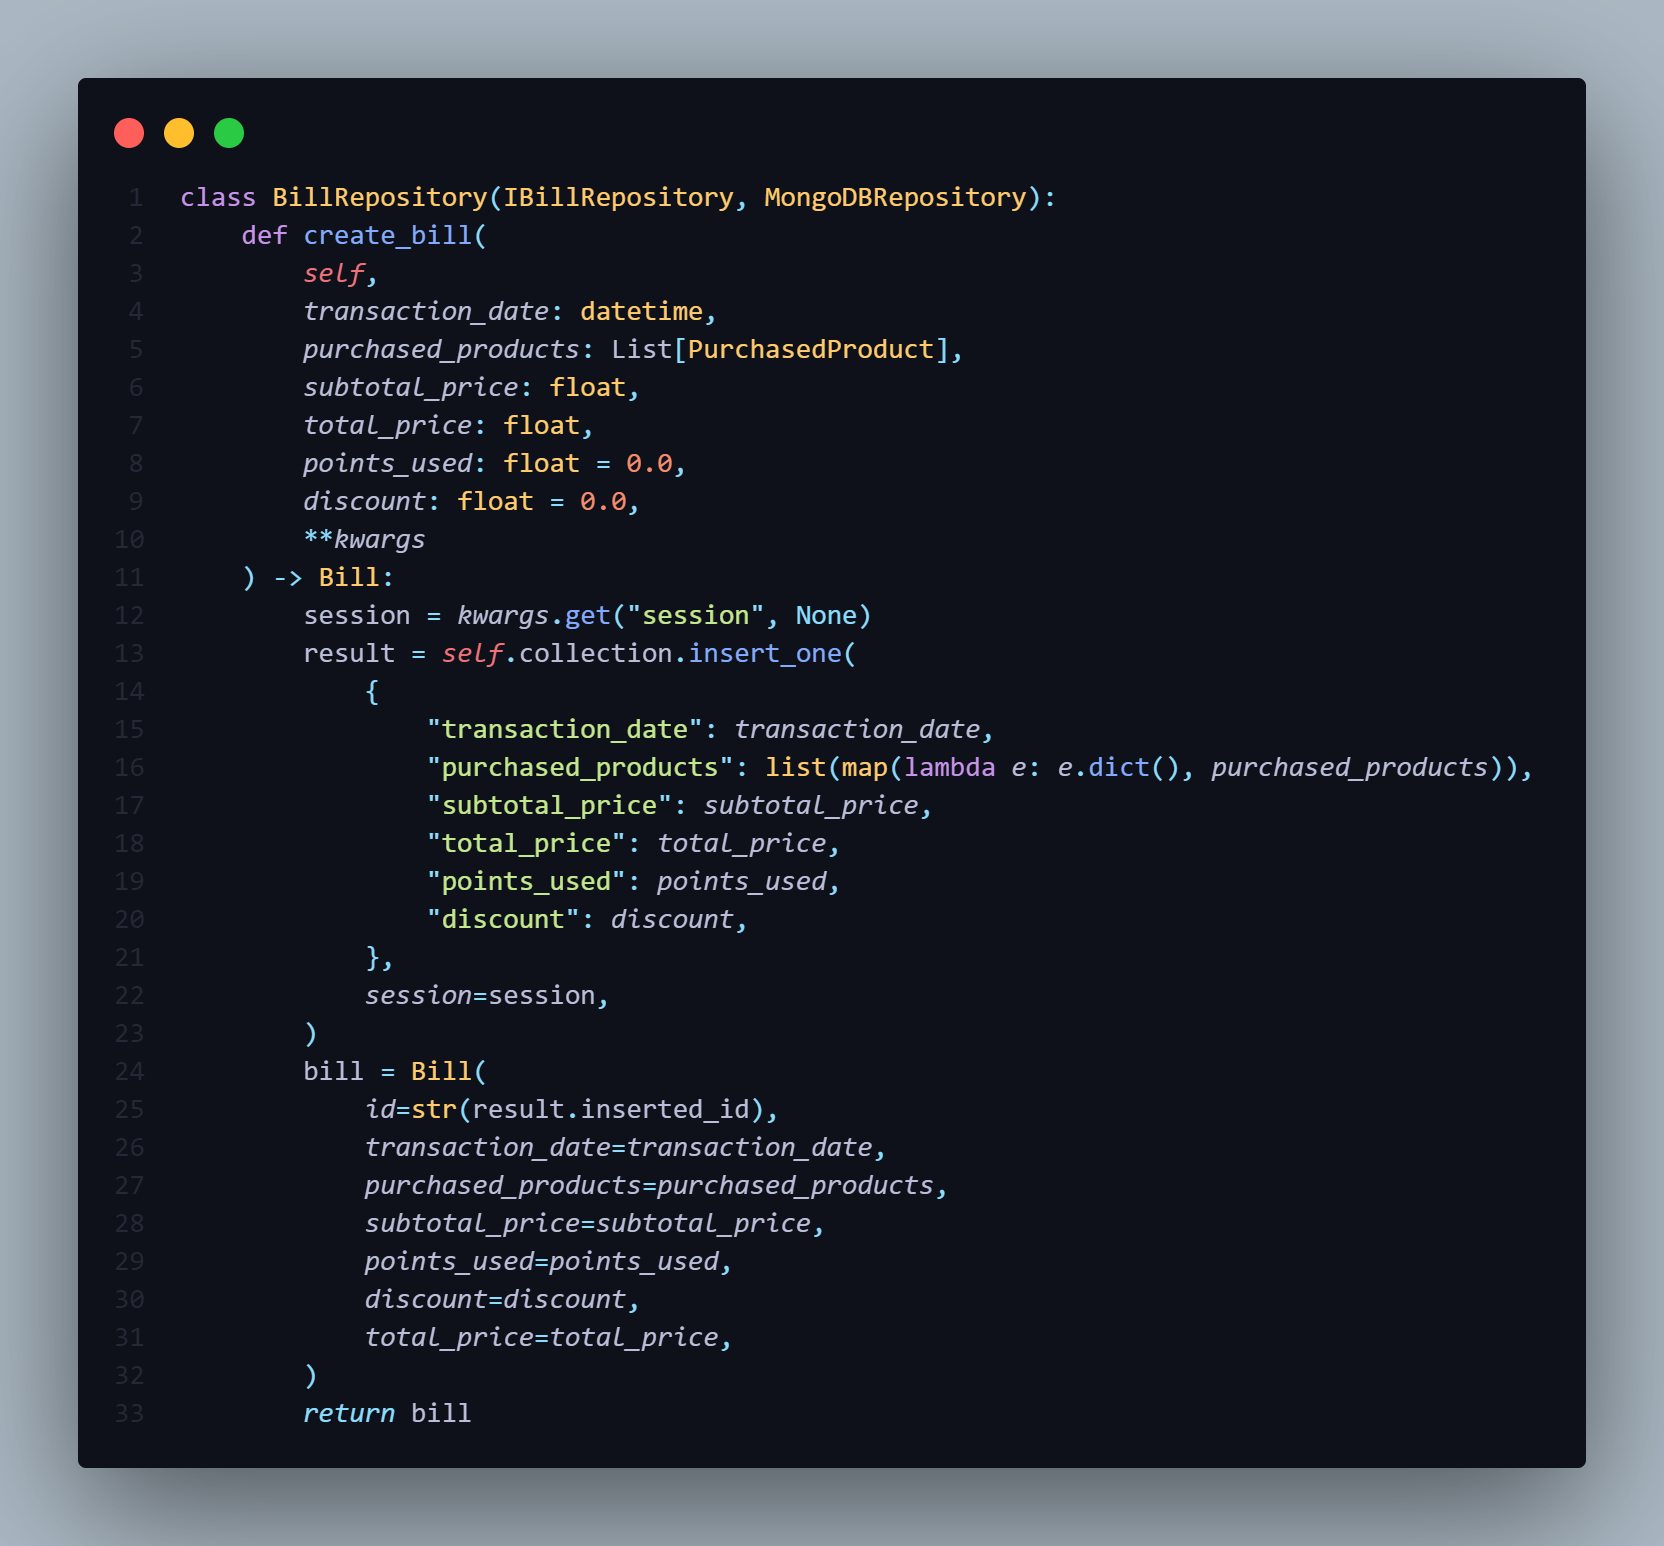 1 class BillRepository(IBillRepository, MongoDBRepository):
2     def create_bill(
3         self,
4         transaction_date: datetime,
5         purchased_products: List[PurchasedProduct],
6         subtotal_price: float,
7         total_price: float,
8         points_used: float = 0.0,
9         discount: float = 0.0,
10         **kwargs
11     ) -> Bill:
12         session = kwargs.get("session", None)
13         result = self.collection.insert_one(
14             {
15                 "transaction_date": transaction_date,
16                 "purchased_products": list(map(lambda e: e.dict(), purchased_products)),
17                 "subtotal_price": subtotal_price,
18                 "total_price": total_price,
19                 "points_used": points_used,
20                 "discount": discount,
21             },
22             session=session,
23         )
24         bill = Bill(
25             id=str(result.inserted_id),
26             transaction_date=transaction_date,
27             purchased_products=purchased_products,
28             subtotal_price=subtotal_price,
29             points_used=points_used,
30             discount=discount,
31             total_price=total_price,
32         )
33         return bill